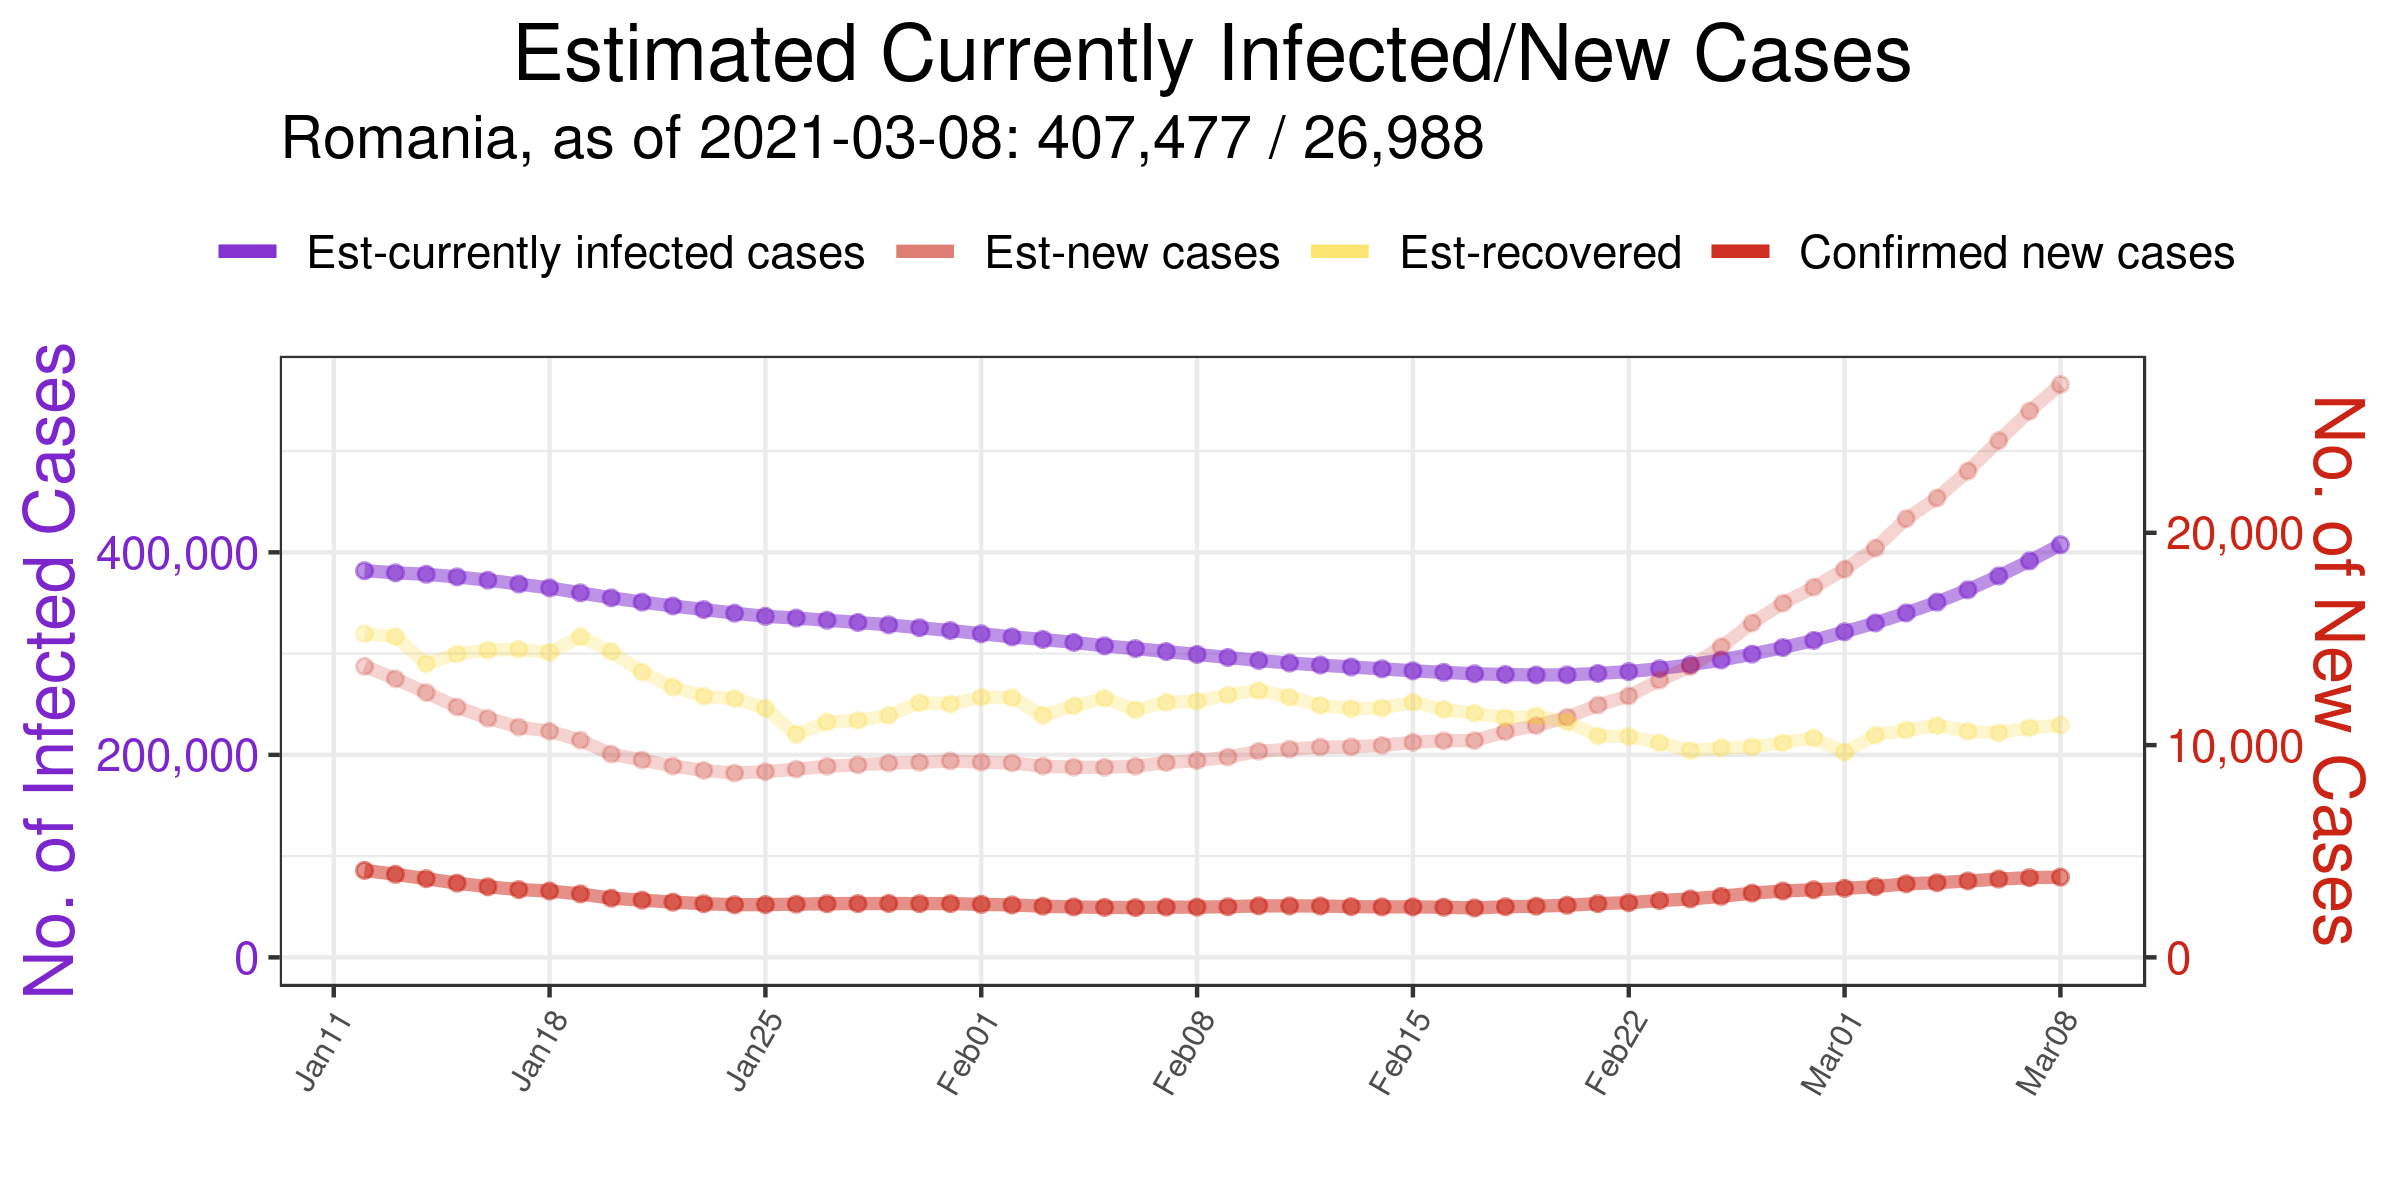 Estimated Currently Infected/New Cases
Romania, as of 2021-03-08: 407,477 / 26,988
Est-currently infected cases Est-new cases Est-recovered Confirmed new cases
No. of Infected Cases
400,000
200,000
0
20,000
10,000
0
No. of New Cases
Jan11 Jan18 Jan25 Feb01 Feb08 Feb15 Feb22 Mar01 Mar08